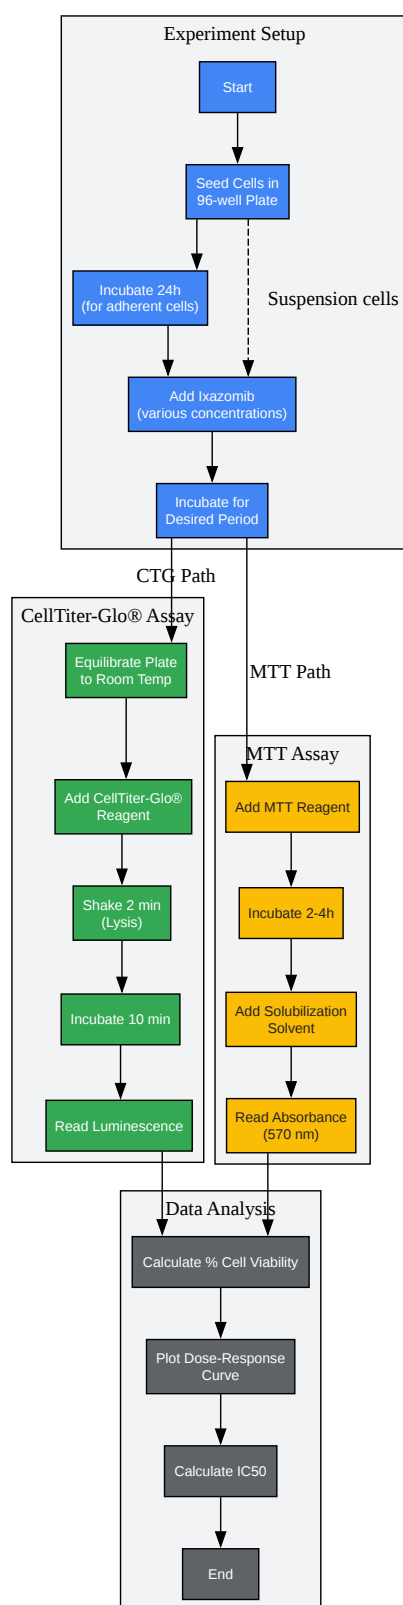 Experiment Setup
Start
Seed Cells in
96-well Plate
Incubate 24h
(for adherent cells)
Suspension cells
Add Ixazomib
(various concentrations)
Incubate for
Desired Period
CTG Path
CellTiter-Glo® Assay
Equilibrate Plate
to Room Temp
MTT Path
MTT Assay
Add CellTiter-Glo®
Reagent
Add MTT Reagent
Shake 2 min
(Lysis)
Incubate 2-4h
Incubate 10 min
Add Solubilization
Solvent
Read Luminescence
Read Absorbance
(570 nm)
Data Analysis
Calculate % Cell Viability
Plot Dose-Response
Curve
Calculate IC50
End